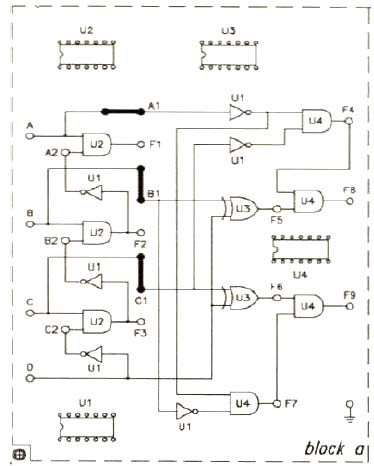 U2 U3
A A1 U1 F4
U4
A2 U2 F1 U1
U1 B1 U4 F8
B U3 F5
U2
B2 F2 U4
U1
C C1 U3 F6 F9
U4
C2 U2 F3
D U1
U1 U4 F7
U1
block a